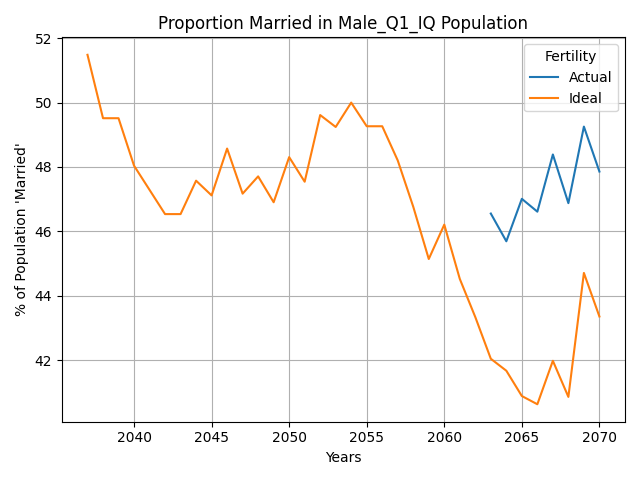 Proportion Married in Male_Q1_IQ Population
% of Population 'Married'
52
50
48
46
44
42
Fertility
Actual
Ideal
2040 2045 2050 2055 2060 2065 2070
Years